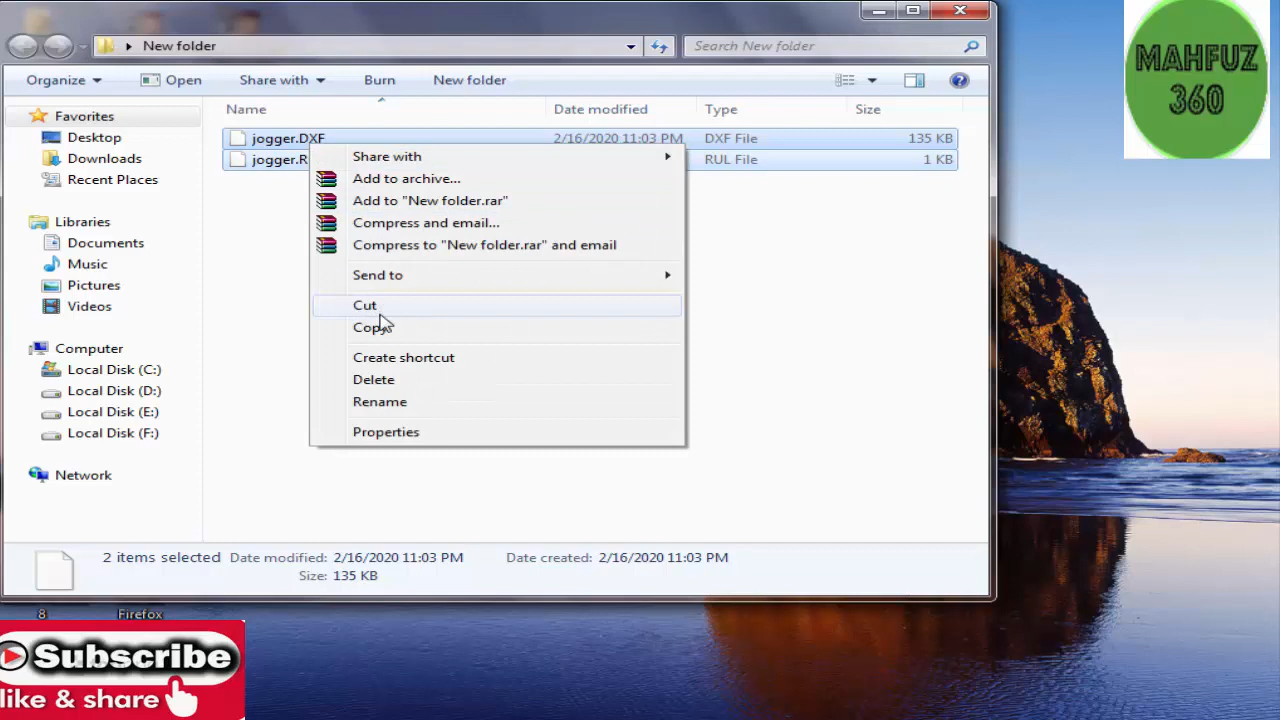 New folder
Search New folder
Organize Open Share with Burn New folder
Name Date modified Type Size
jogger.DXF 2/16/2020 11:03 PM DXF File 135 KB
jogger.R RUL File 1 KB
Favorites
Desktop
Downloads
Recent Places
Libraries
Documents
Music
Pictures
Videos
Computer
Local Disk (C:)
Local Disk (D:)
Local Disk (E:)
Local Disk (F:)
Network
Share with
Add to archive...
Add to "New folder.rar"
Compress and email...
Compress to "New folder.rar" and email
Send to
Cut
Copy
Create shortcut
Delete
Rename
Properties
2 items selected Date modified: 2/16/2020 11:03 PM Date created: 2/16/2020 11:03 PM
Size: 135 KB
8 Firefox
Subscribe
like & share
MAHFUZ
360